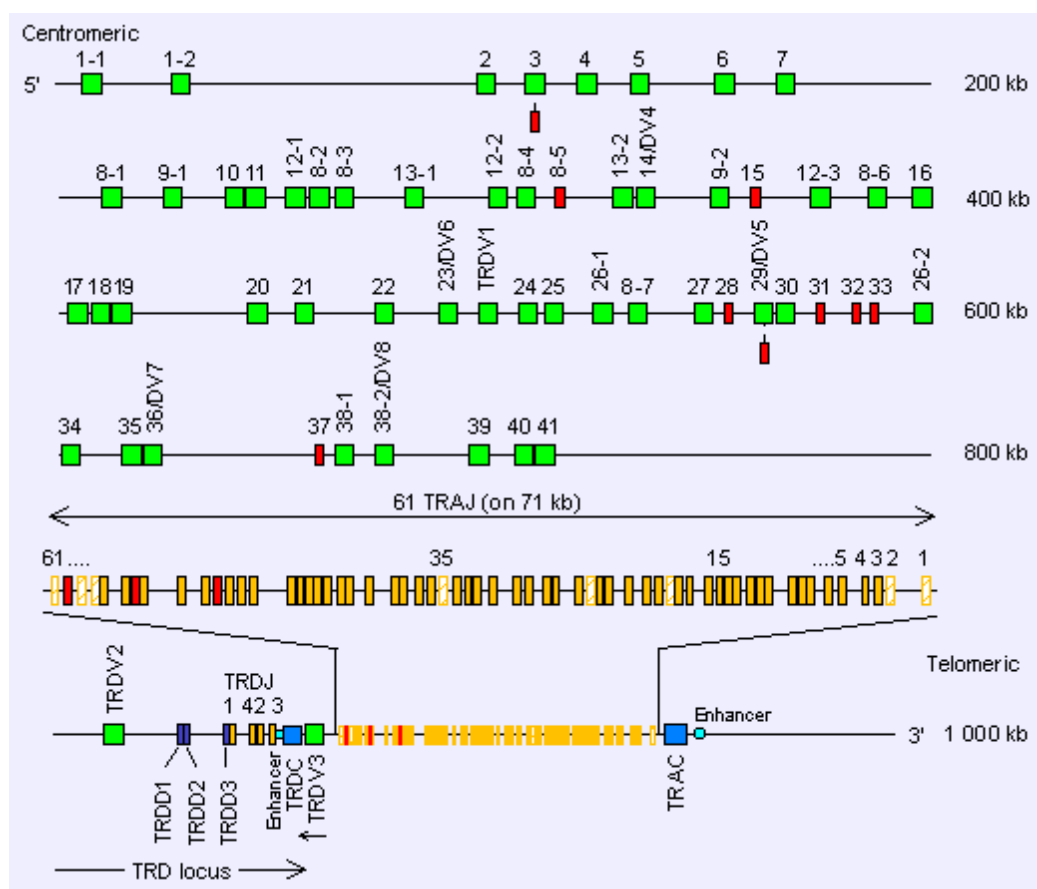 Centromeric
1-1 1-2 2 3 4 5 6 7
5' 200 kb
8-1 9-1 10 11 12-1 8-2 8-3 13-1 12-2 8-4 8-5 13-2 14/DV4 9-2 15 12-3 8-6 16
400 kb
17 18 19 20 21 22 23/DV6 TRDV1 24 25 26-1 8-7 27 28 29/DV5 30 31 32 33 26-2
600 kb
34 35 36/DV7 37 38-1 38-2/DV8 39 40 41
800 kb
61 TRAJ (on 71 kb)
61 .... 35 15 ....5 4 3 2 1
Telomeric
TRDV2 TRDJ
1 42 3
Enhancer
3' 1 000 kb
TRDD1 TRDD2 TRDD3 Enhancer TRDC TRDV3 TRAC
TRD locus